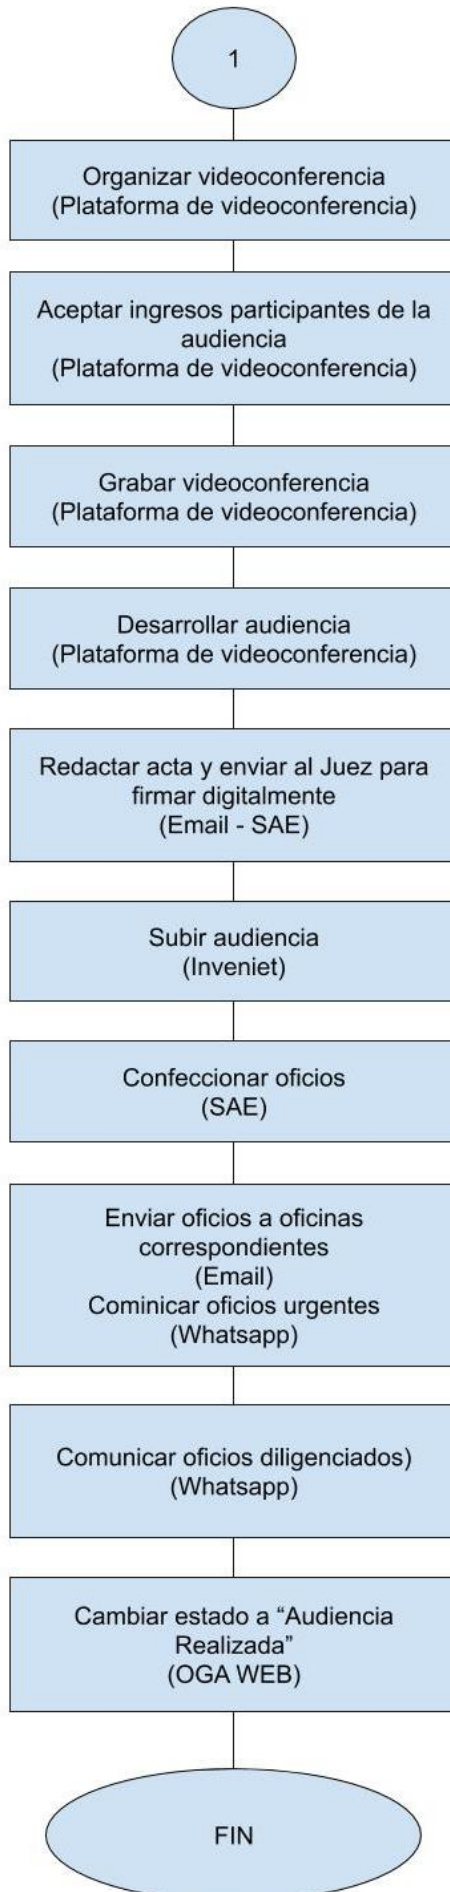 1
Organizar videoconferencia
(Plataforma de videoconferencia)
Aceptar ingresos participantes de la
audiencia
(Plataforma de videoconferencia)
Grabar videoconferencia
(Plataforma de videoconferencia)
Desarrollar audiencia
(Plataforma de videoconferencia)
Redactar acta y enviar al Juez para
firmar digitalmente
(Email - SAE)
Subir audiencia
(Inveniet)
Confeccionar oficios
(SAE)
Enviar oficios a oficinas
correspondientes
(Email)
Cominicar oficios urgentes
(Whatsapp)
Comunicar oficios diligenciados)
(Whatsapp)
Cambiar estado a “Audiencia
Realizada”
(OGA WEB)
FIN